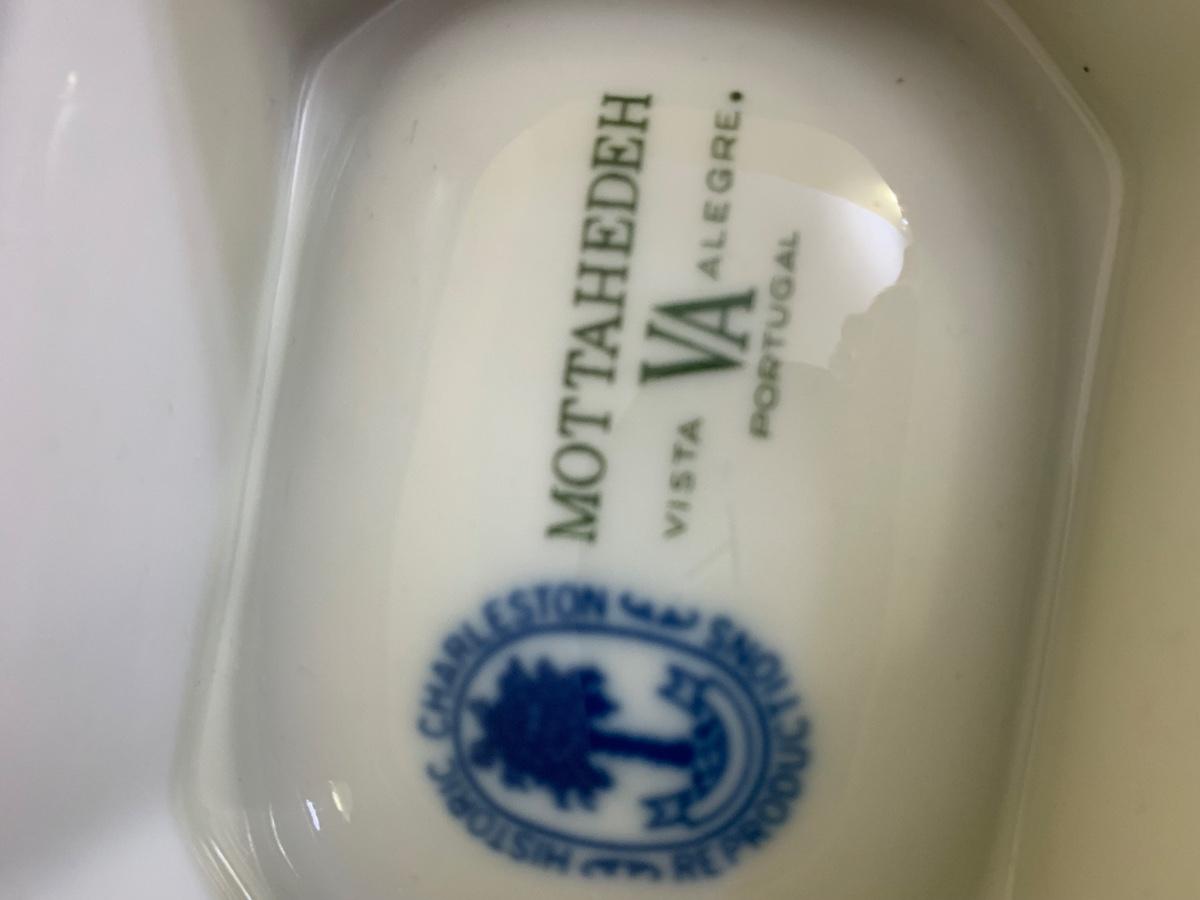 MOTTAHEDEH
VISTA VA ALEGRE.
PORTUGAL
HISTORIC CHARLESTON
REPRODUCTIONS